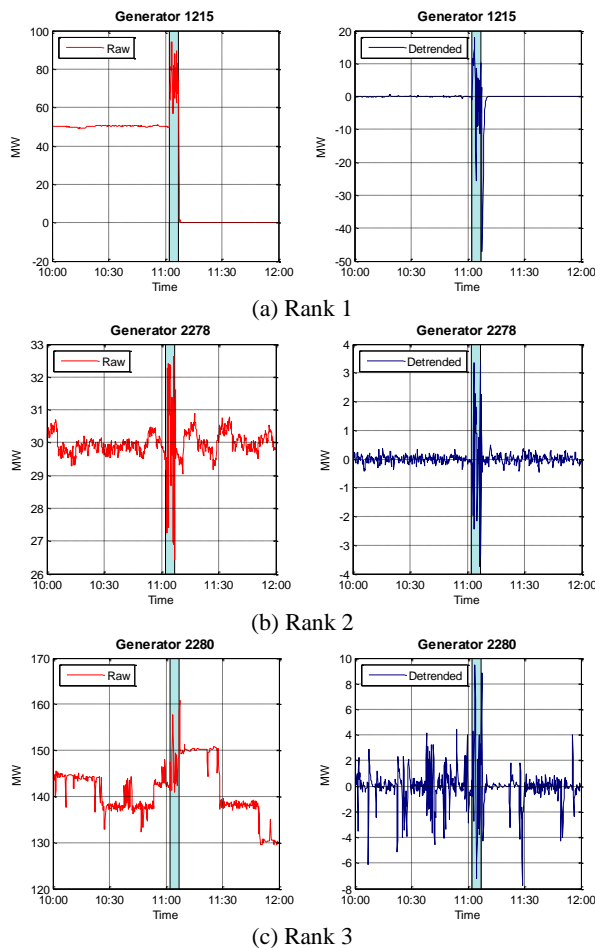 Generator 1215
Generator 1215
100
80
60
40
20
0
-20
MW
Raw
10:00 10:30 11:00 11:30 12:00
Time
20
10
0
-10
-20
-30
-40
-50
MW
Detrended
10:00 10:30 11:00 11:30 12:00
Time
(a) Rank 1
Generator 2278
Generator 2278
33
32
31
30
29
28
27
26
MW
Raw
10:00 10:30 11:00 11:30 12:00
Time
4
3
2
1
0
-1
-2
-3
-4
MW
Detrended
10:00 10:30 11:00 11:30 12:00
Time
(b) Rank 2
Generator 2280
Generator 2280
170
160
150
140
130
120
MW
Raw
10:00 10:30 11:00 11:30 12:00
Time
10
8
6
4
2
0
-2
-4
-6
-8
MW
Detrended
10:00 10:30 11:00 11:30 12:00
Time
(c) Rank 3